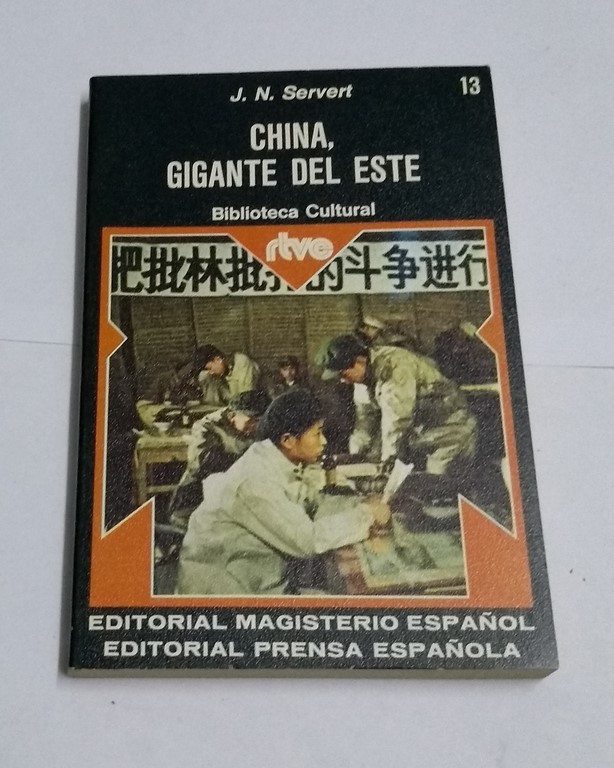 J. N. Servert
13
CHINA,
GIGANTE DEL ESTE
Biblioteca Cultural
rtve
把批林批 的斗争进行
EDITORIAL MAGISTERIO ESPAÑOL
EDITORIAL PRENSA ESPAÑOLA